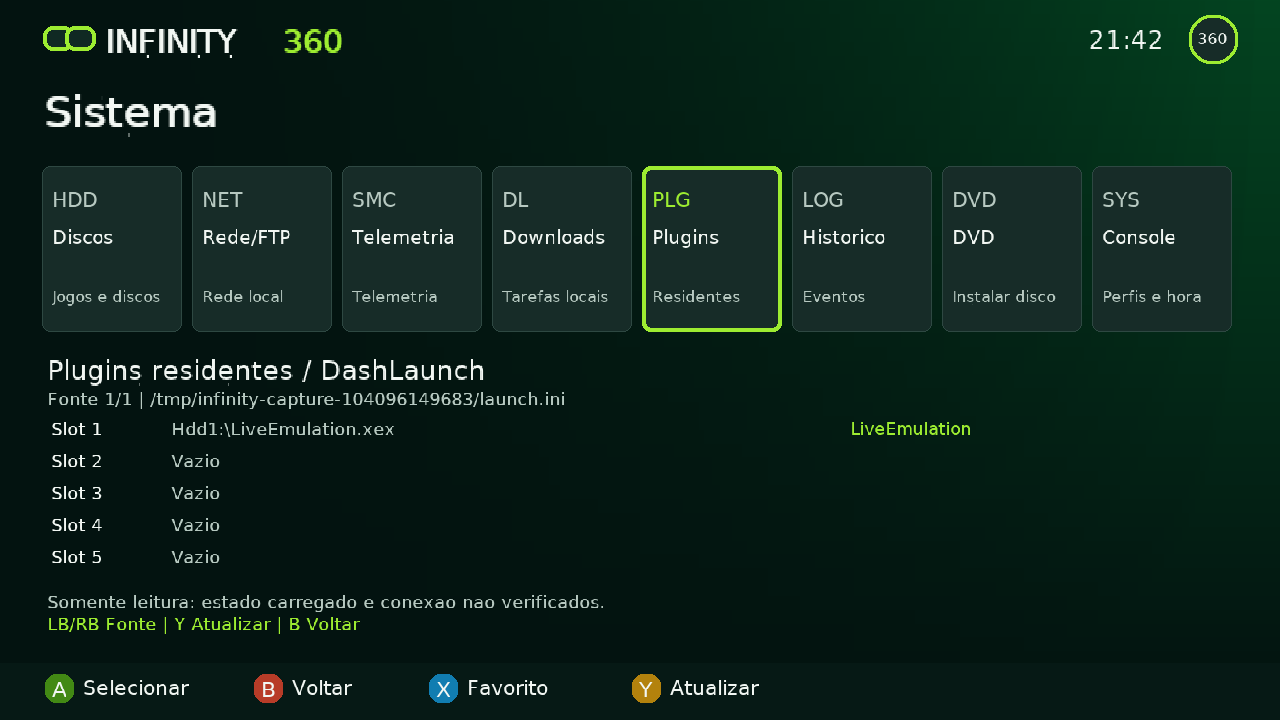 INFINITY 360
21:42
360
Sistema
HDD
Discos
Jogos e discos
NET
Rede/FTP
Rede local
SMC
Telemetria
Telemetria
DL
Downloads
Tarefas locais
PLG
Plugins
Residentes
LOG
Historico
Eventos
DVD
DVD
Instalar disco
SYS
Console
Perfis e hora
Plugins residentes / DashLaunch
Fonte 1/1 | /tmp/infinity-capture-104096149683/launch.ini
Slot 1 Hdd1:\LiveEmulation.xex LiveEmulation
Slot 2 Vazio
Slot 3 Vazio
Slot 4 Vazio
Slot 5 Vazio
Somente leitura: estado carregado e conexao nao verificados.
LB/RB Fonte | Y Atualizar | B Voltar
A Selecionar B Voltar X Favorito Y Atualizar